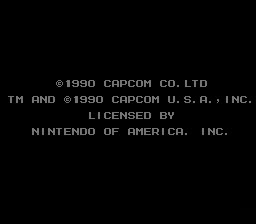 ©1990 CAPCOM CO.LTD
TM AND ©1990 CAPCOM U.S.A.,INC.
LICENSED BY
NINTENDO OF AMERICA. INC.